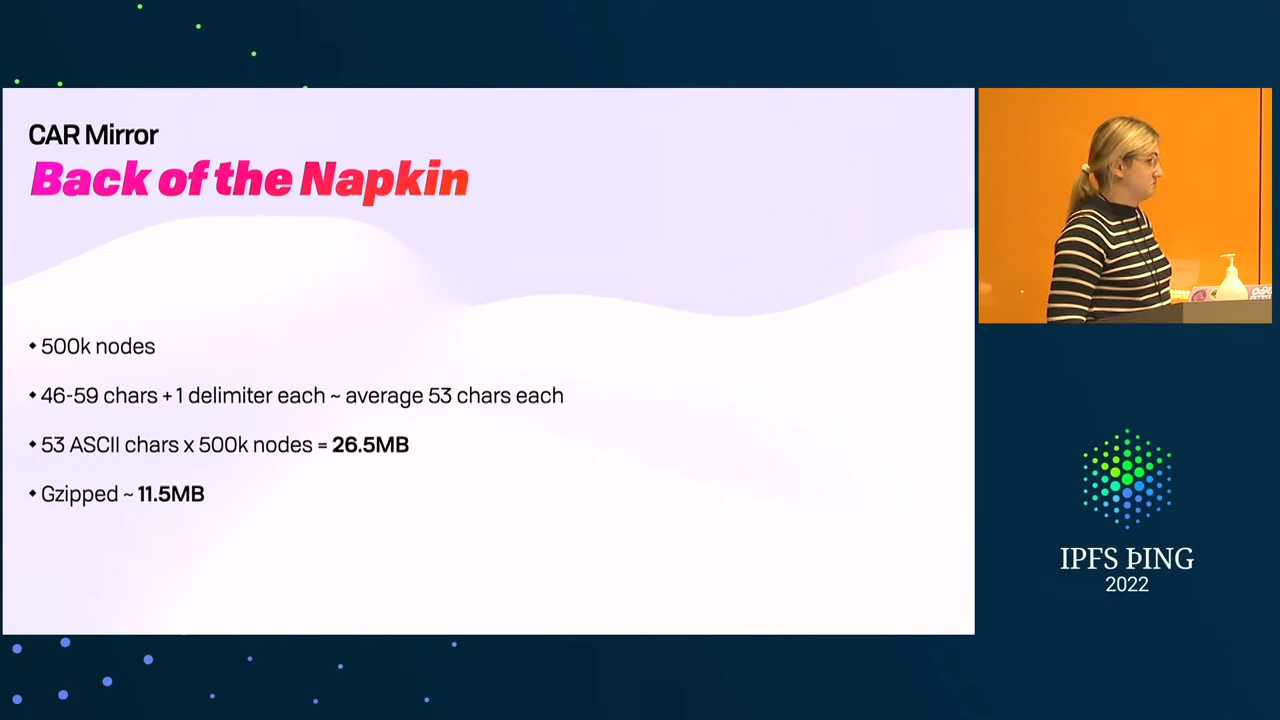 CAR Mirror
Back of the Napkin
• 500k nodes
• 46-59 chars + 1 delimiter each ~ average 53 chars each
• 53 ASCII chars x 500k nodes = 26.5MB
• Gzipped ~ 11.5MB
IPFS ÞING
2022